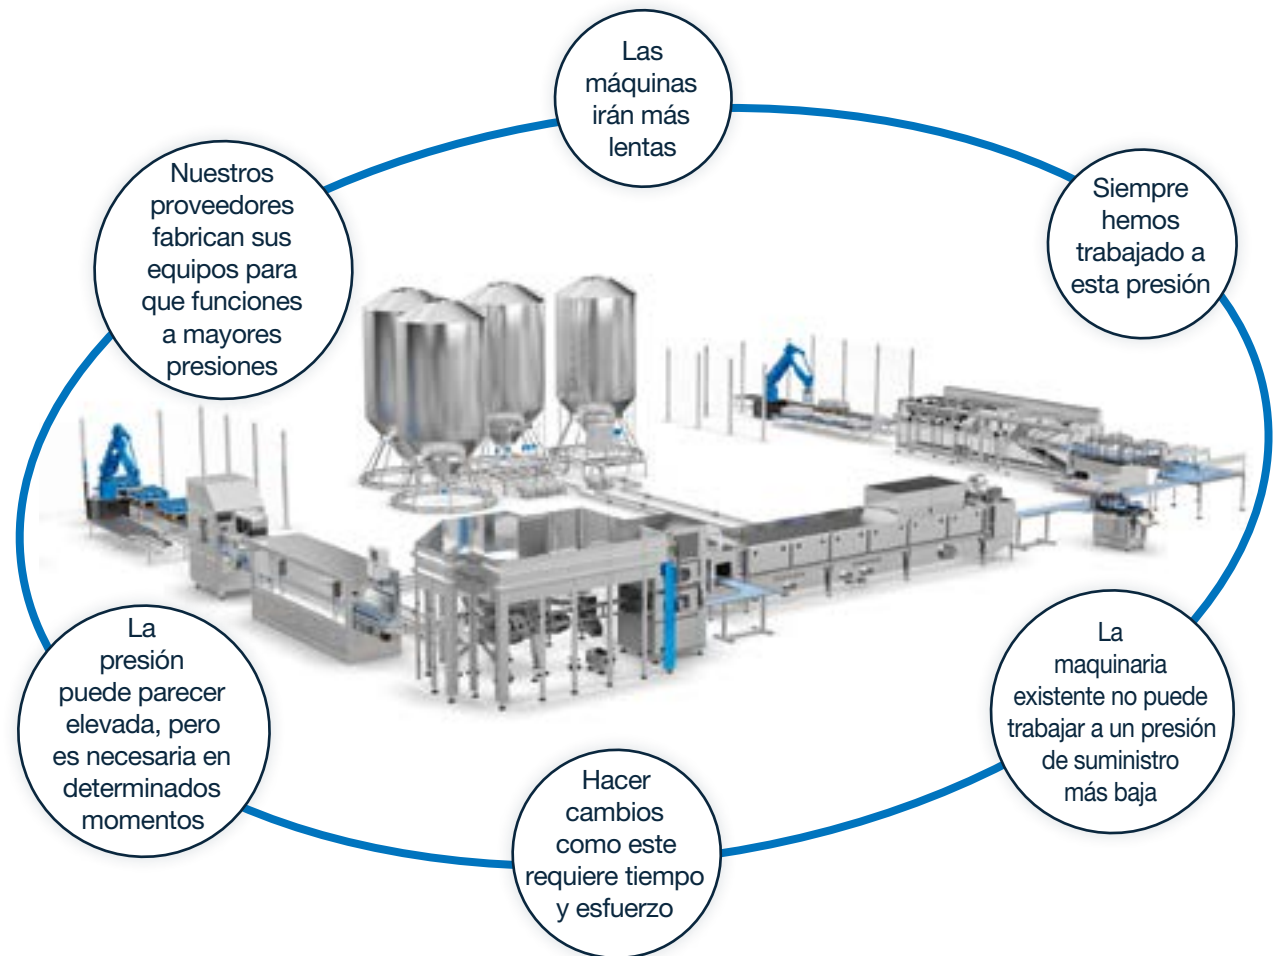 Las
máquinas
irán más
lentas
Siempre
hemos
trabajado a
esta presión
La
maquinaria
existente no puede
trabajar a un presión
de suministro
más baja
Hacer
cambios
como este
requiere tiempo
y esfuerzo
La
presión
puede parecer
elevada, pero
es necesaria en
determinados
momentos
Nuestros
proveedores
fabrican sus
equipos para
que funciones
a mayores
presiones